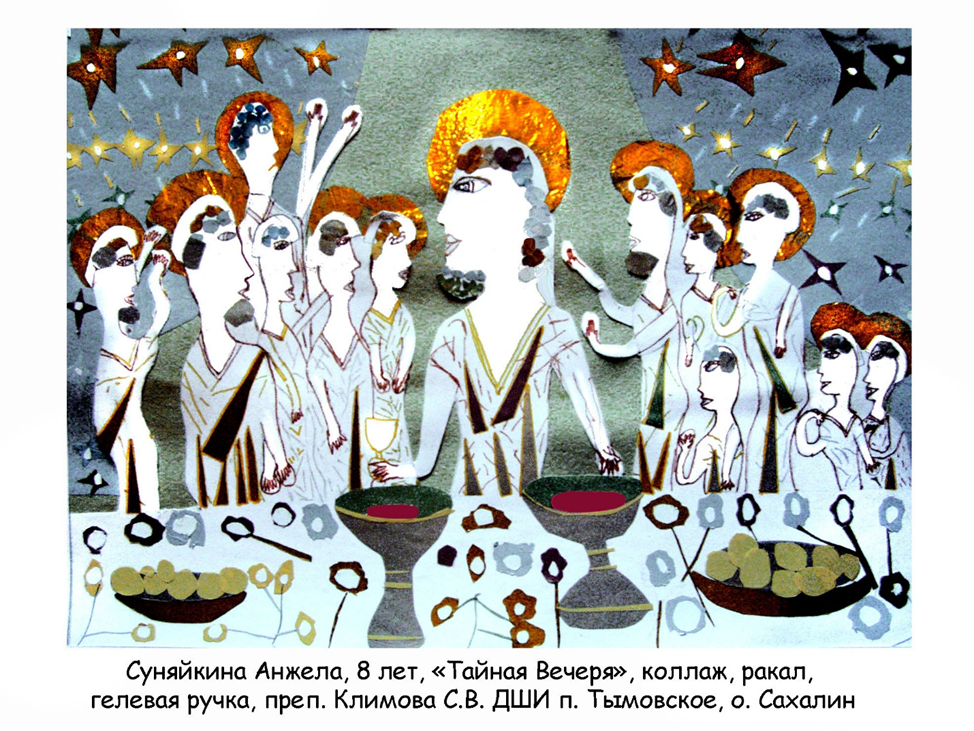 Суняйкина Анжела, 8 лет, «Тайная Вечеря», коллаж, ракал,
гелевая ручка, преп. Климова С.В. ДШИ п. Тымовское, о. Сахалин